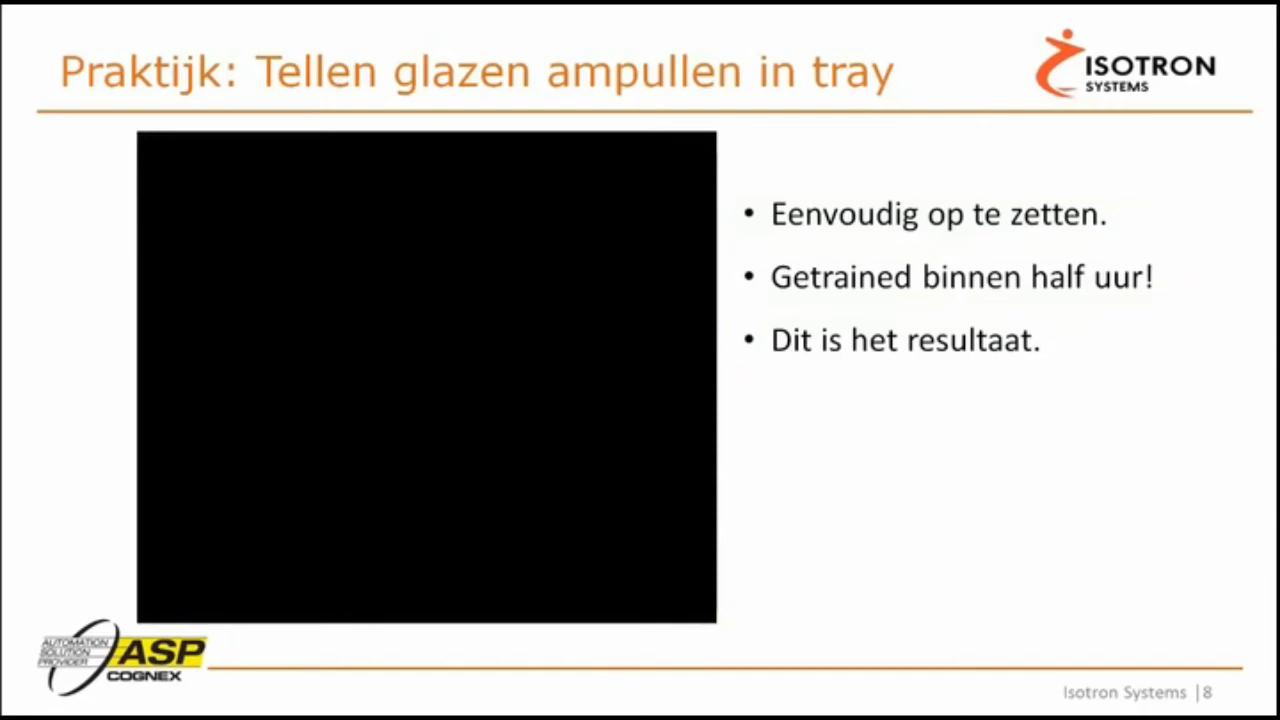 Praktijk: Tellen glazen ampullen in tray
ISOTRON
SYSTEMS
• Eenvoudig op te zetten.
• Getrained binnen half uur!
• Dit is het resultaat.
AUTOMATION
SOLUTION
PROVIDER
ASP
COGNEX
Isotron Systems |8